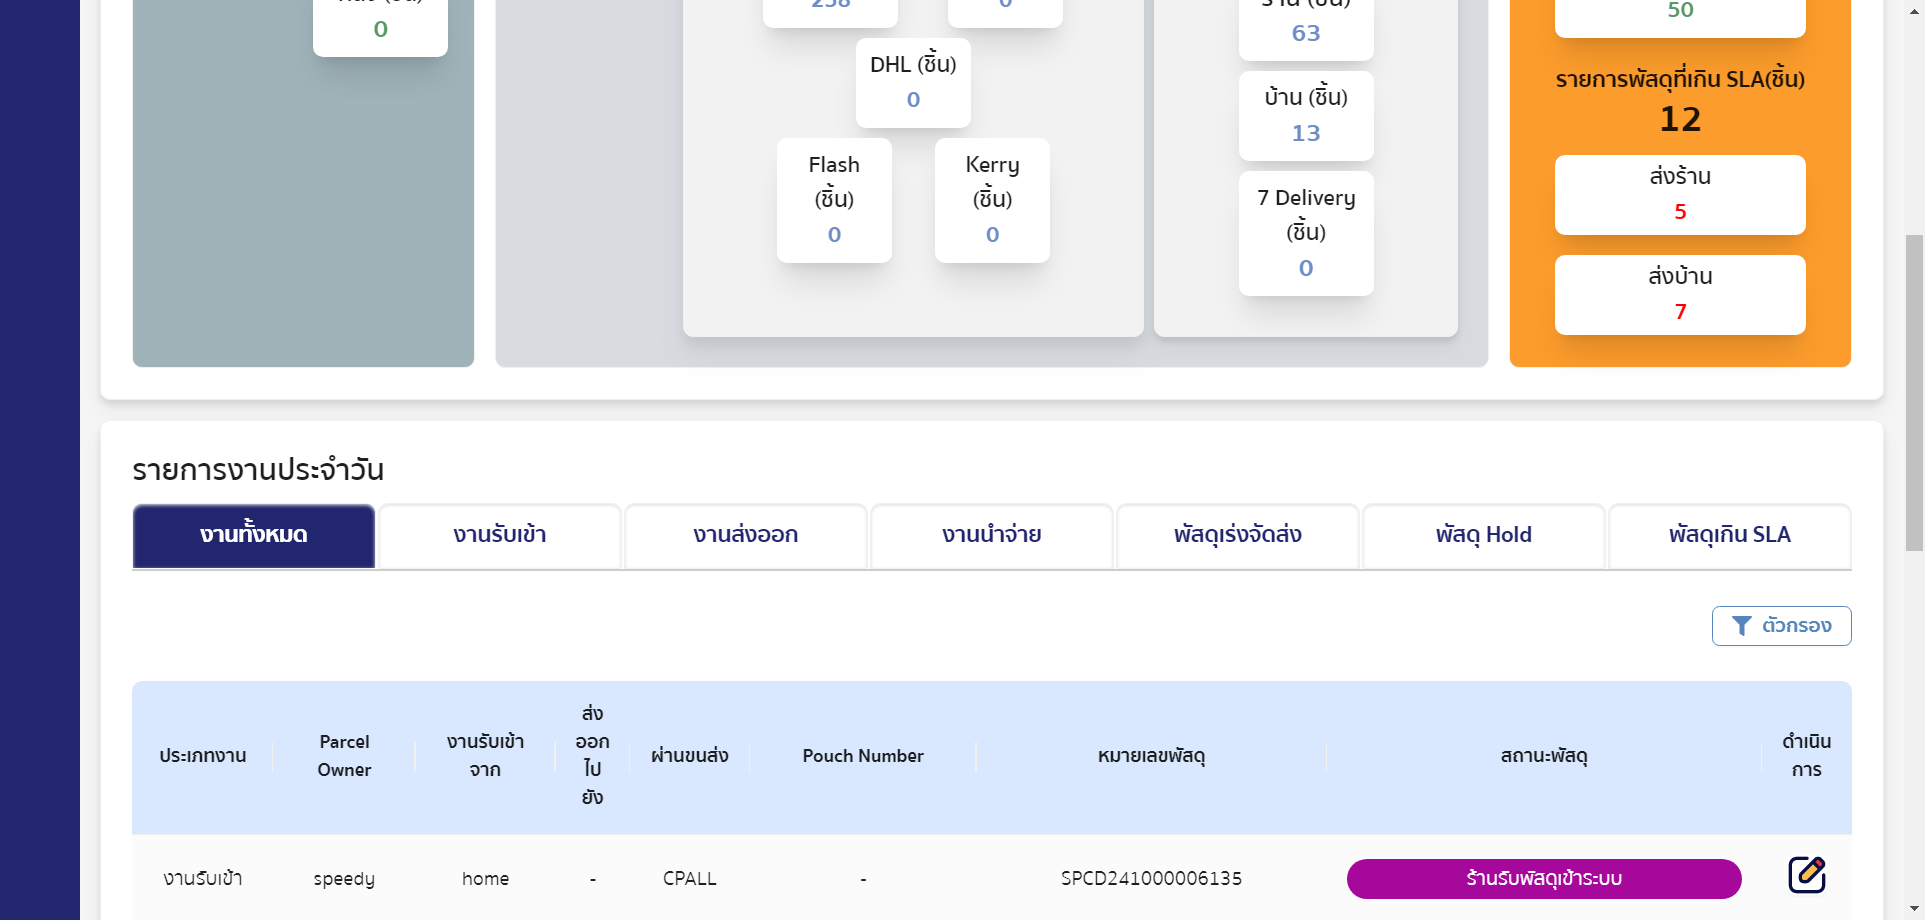 0
0
DHL (ชิ้น)
0
Flash
(ชิ้น)
0
Kerry
(ชิ้น)
0
63
บ้าน (ชิ้น)
13
7 Delivery
(ชิ้น)
0
50
รายการพัสดุที่เกิน SLA(ชิ้น)
12
ส่งร้าน
5
ส่งบ้าน
7
รายการงานประจำวัน
งานทั้งหมด
งานรับเข้า
งานส่งออก
งานนำจ่าย
พัสดุเร่งจัดส่ง
พัสดุ Hold
พัสดุเกิน SLA
ตัวกรอง
ประเภทงาน
Parcel
Owner
งานรับเข้า
จาก
ส่ง
ออก
ไป
ยัง
ผ่านขนส่ง
Pouch Number
หมายเลขพัสดุ
สถานะพัสดุ
ดำเนิน
การ
งานรับเข้า
speedy
home
-
CPALL
-
SPCD241000006135
ร้านรับพัสดุเข้าระบบ